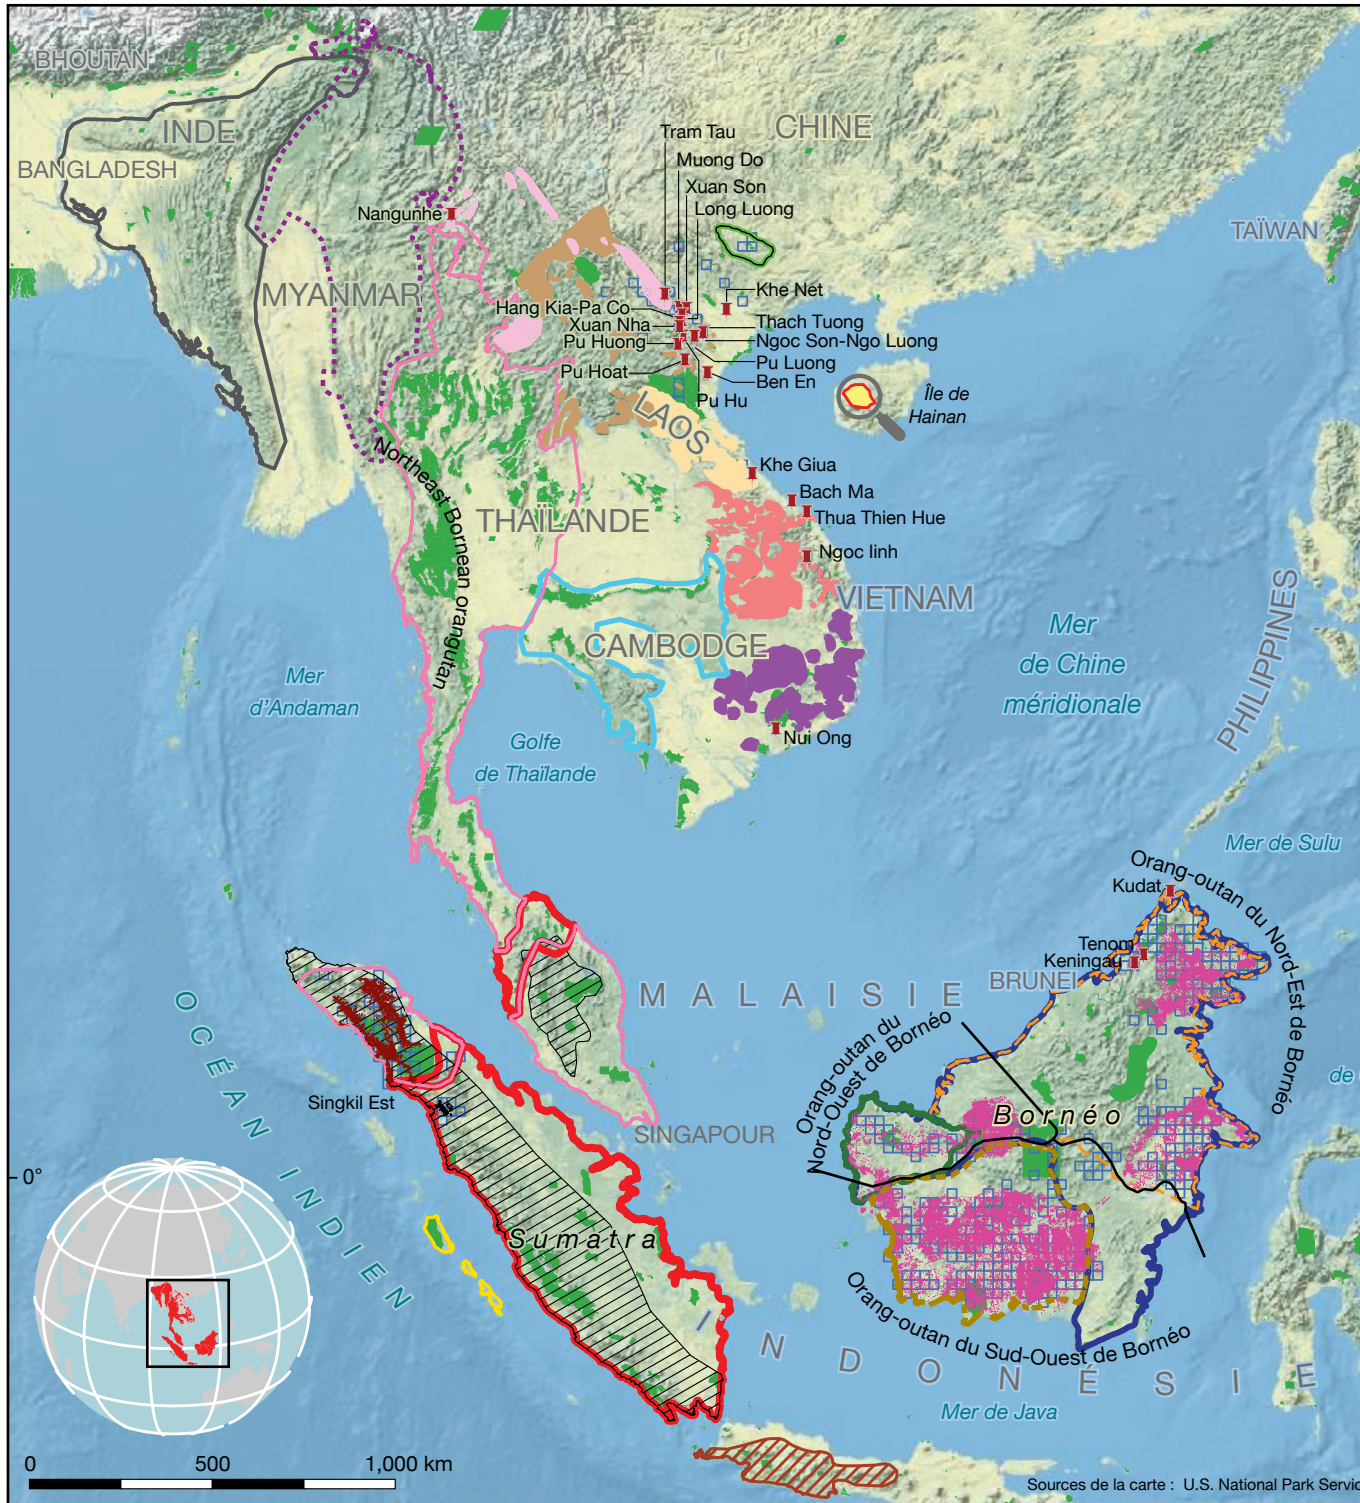 BHOUTAN
INDE
CHINE
BANGLADESH
Tram Tau
Muong Do
Xuan Son
Long Luong
Nangunhe
TAÏWAN
MYANMAR
Khe Net
Hang Kia-Pa Co
Xuan Nha
Thach Tuong
Pu Huong
Ngoc Son-Ngo Luong
Pu Luong
Pu Hoat
Ben En
Pu Hu
Île de
Hainan
LAOS
Northeast Bornean orangutan
Khe Giua
Bach Ma
THAÏLANDE
Thua Thien Hue
Ngoc linh
VIETNAM
CAMBODGE
PHILIPPINES
Mer
de Chine
méridionale
Mer
d'Andaman
Golfe
de Thaïlande
Nui Ong
Mer de Sulu
Orang-outan du Nord-Est de Bornéo
Kudat
Tenom
Keningau
BRUNEI
MALAISIE
Orang-outan du
Nord-Ouest de Bornéo
OCÉAN INDIEN
de
Singkil Est
Bornéo
SINGAPOUR
0°
Sumatra
Orang-outan du Sud-Ouest de Bornéo
INDONÉSIE
Mer de Java
0 500 1,000 km
Sources de la carte : U.S. National Park Servic